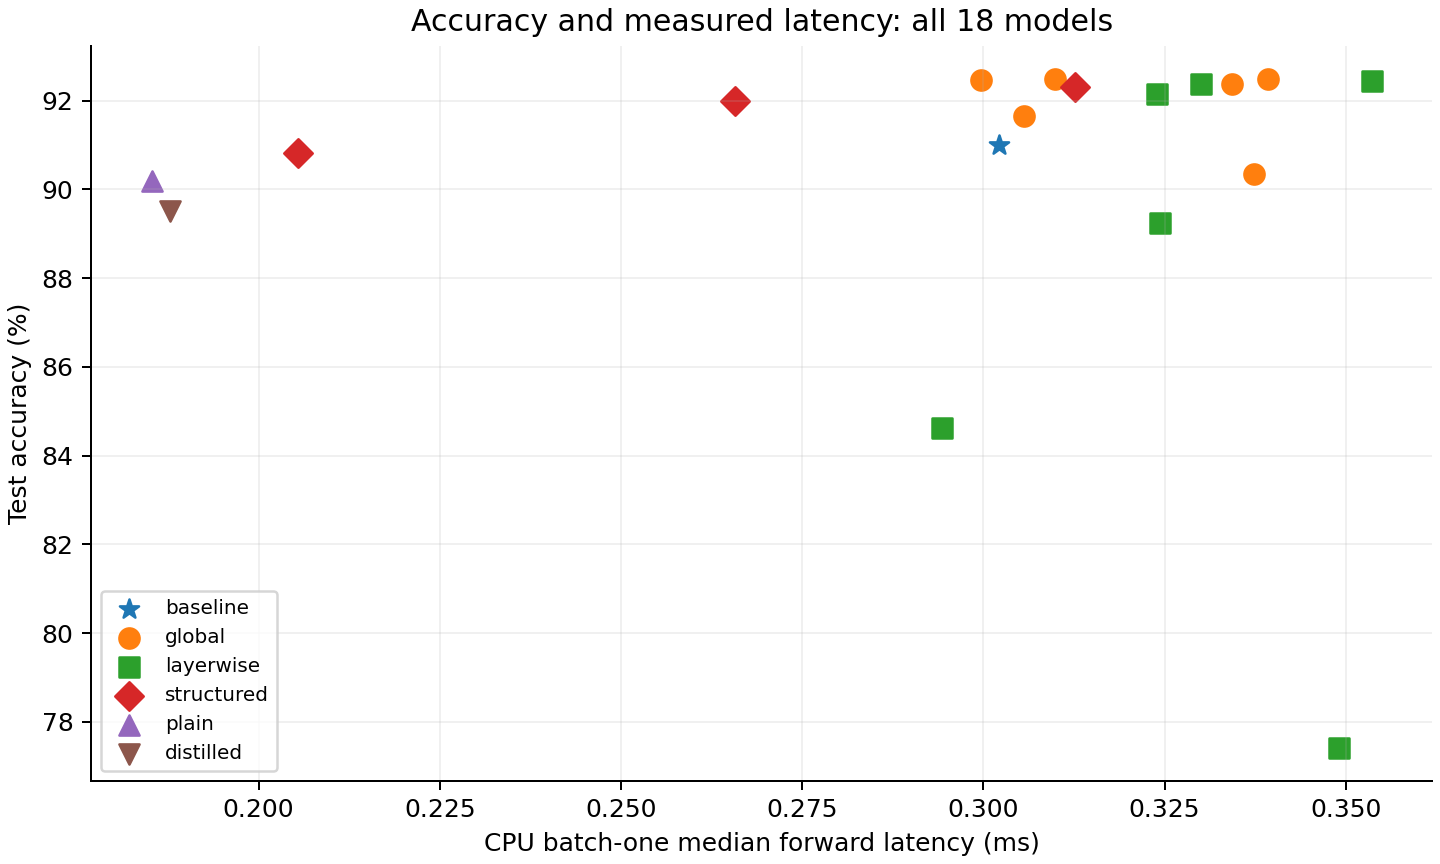 Accuracy and measured latency: all 18 models
Test accuracy (%)
92
90
88
86
84
82
80
78
baseline
global
layerwise
structured
plain
distilled
0.200 0.225 0.250 0.275 0.300 0.325 0.350
CPU batch-one median forward latency (ms)